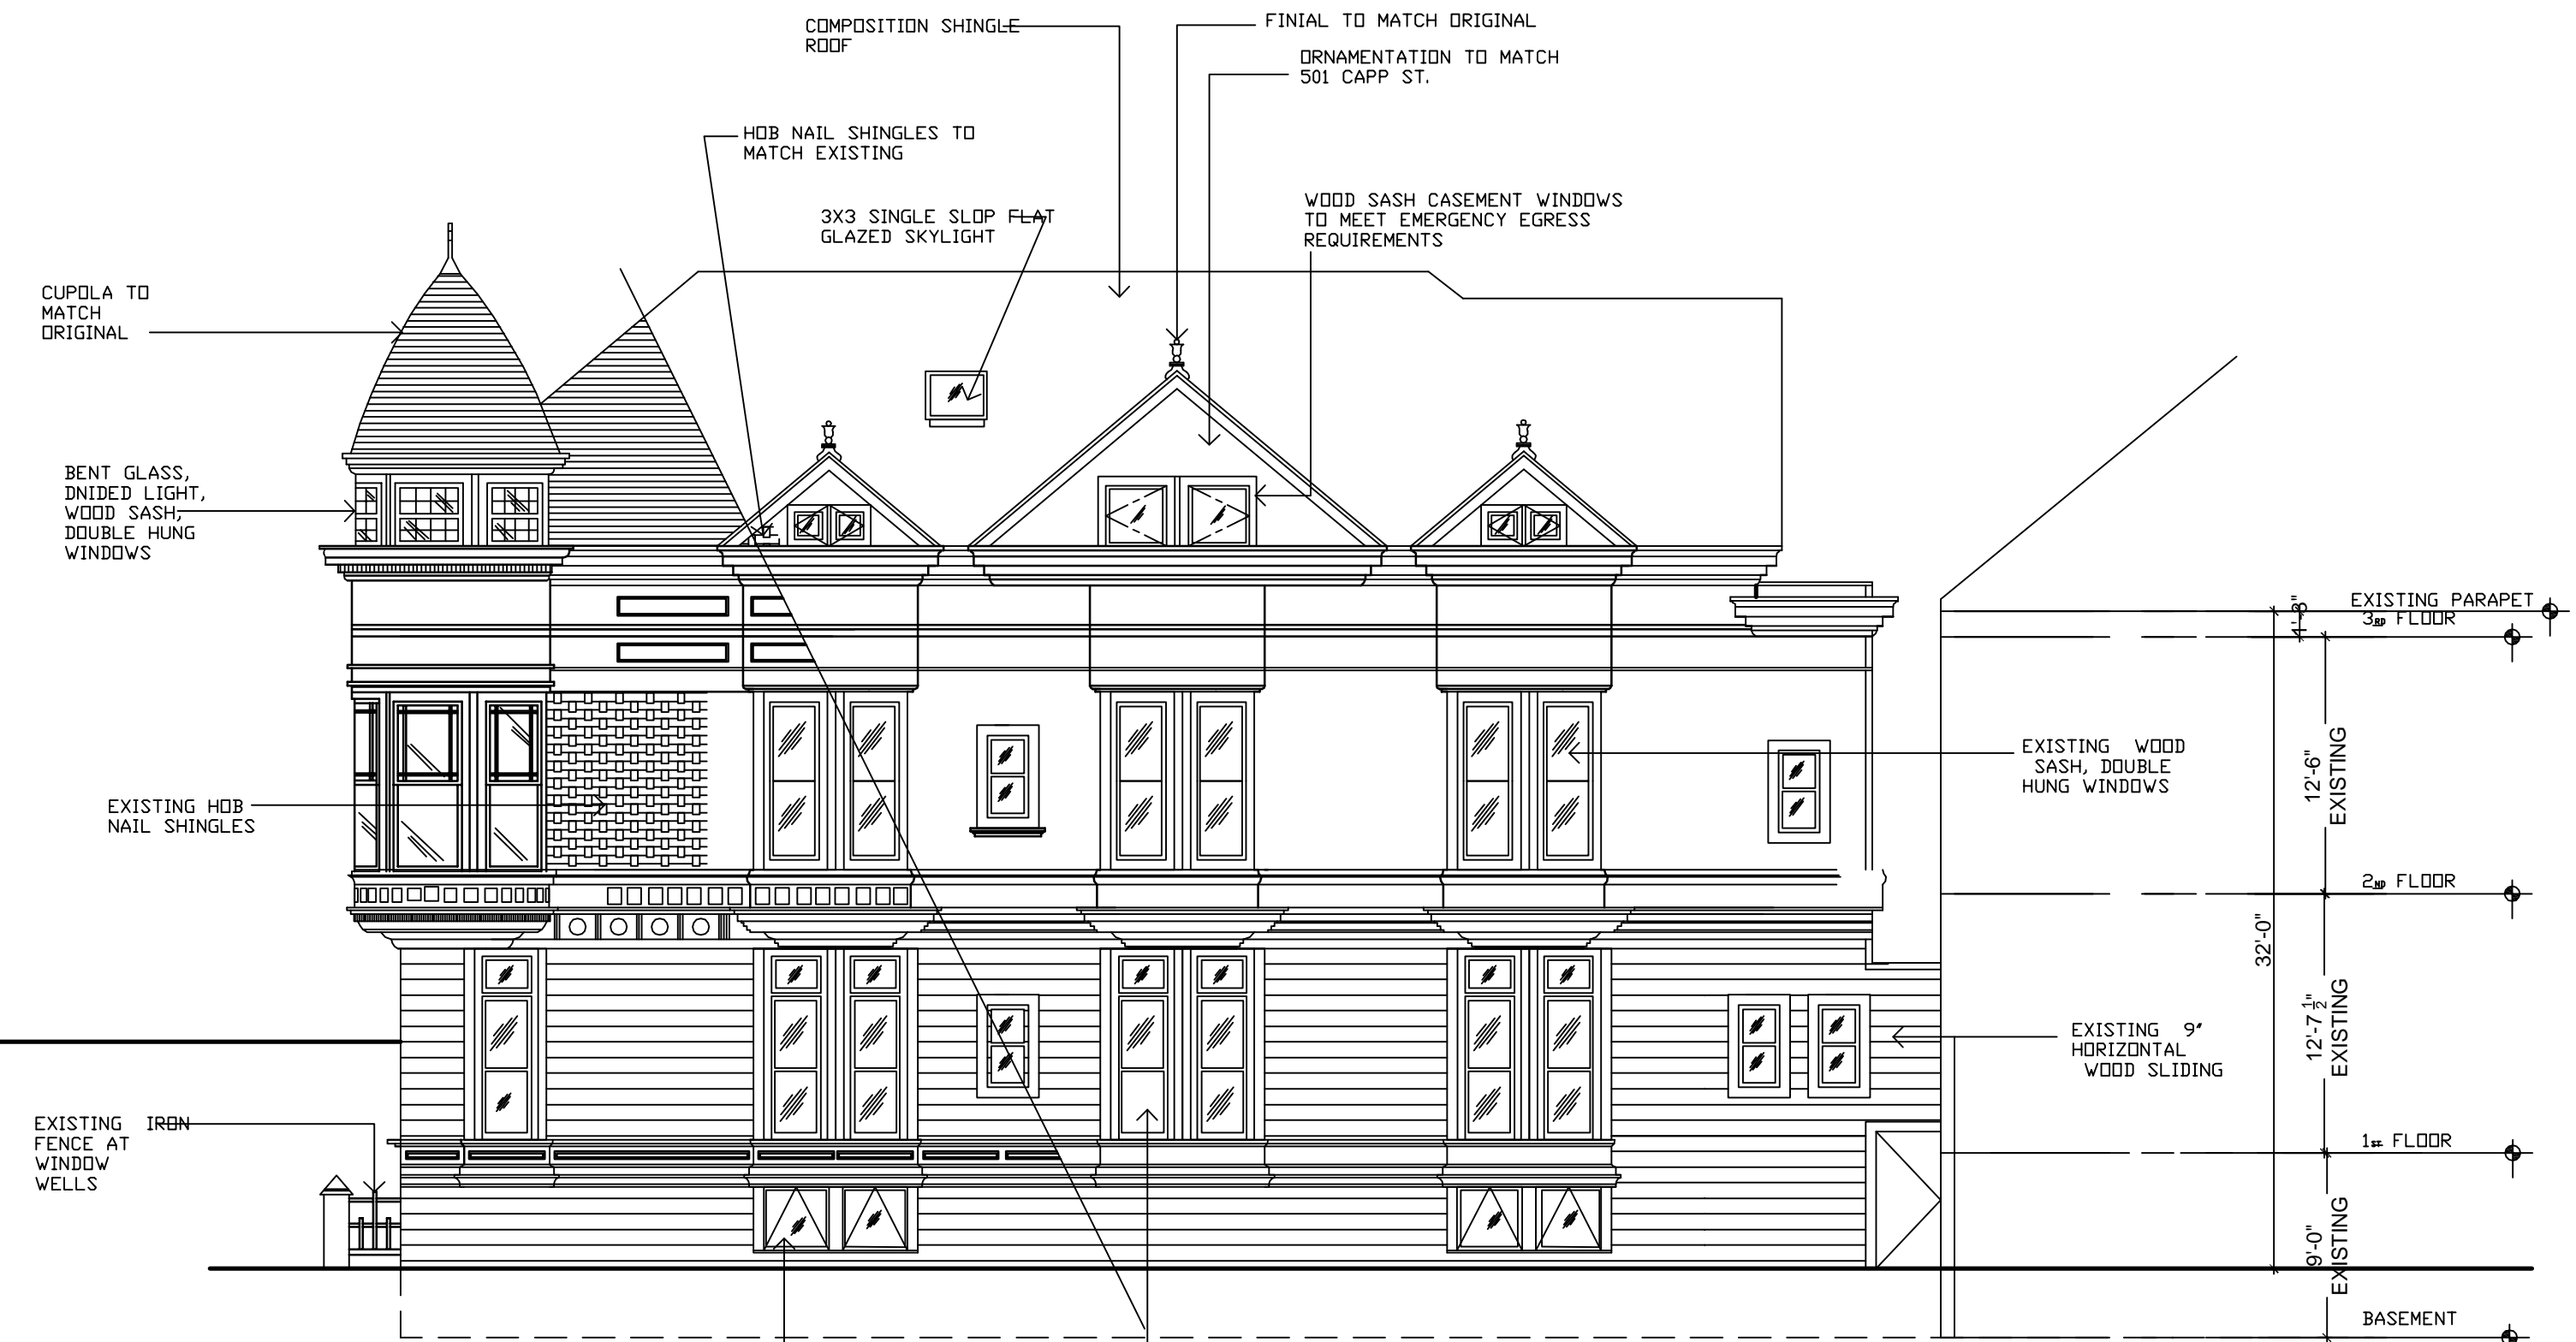 COMPOSITION SHINGLE
ROOF
FINIAL TO MATCH ORIGINAL
ORNAMENTATION TO MATCH
501 CAPP ST.
HOB NAIL SHINGLES TO
MATCH EXISTING
3X3 SINGLE SLOP FLAT
GLAZED SKYLIGHT
WOOD SASH CASEMENT WINDOWS
TO MEET EMERGENCY EGRESS
REQUIREMENTS
CUPOLA TO
MATCH
ORIGINAL
BENT GLASS,
DNIDED LIGHT,
WOOD SASH,
DOUBLE HUNG
WINDOWS
EXISTING HOB
NAIL SHINGLES
EXISTING IRON
FENCE AT
WINDOW
WELLS
EXISTING WOOD
SASH, DOUBLE
HUNG WINDOWS
EXISTING 9"
HORIZONTAL
WOOD SLIDING
EXISTING PARAPET
3RD FLOOR
2ND FLOOR
1ST FLOOR
BASEMENT
4'-3"
12'-6"
EXISTING
32'-0"
12'-7 1/2"
EXISTING
9'-0"
EXISTING